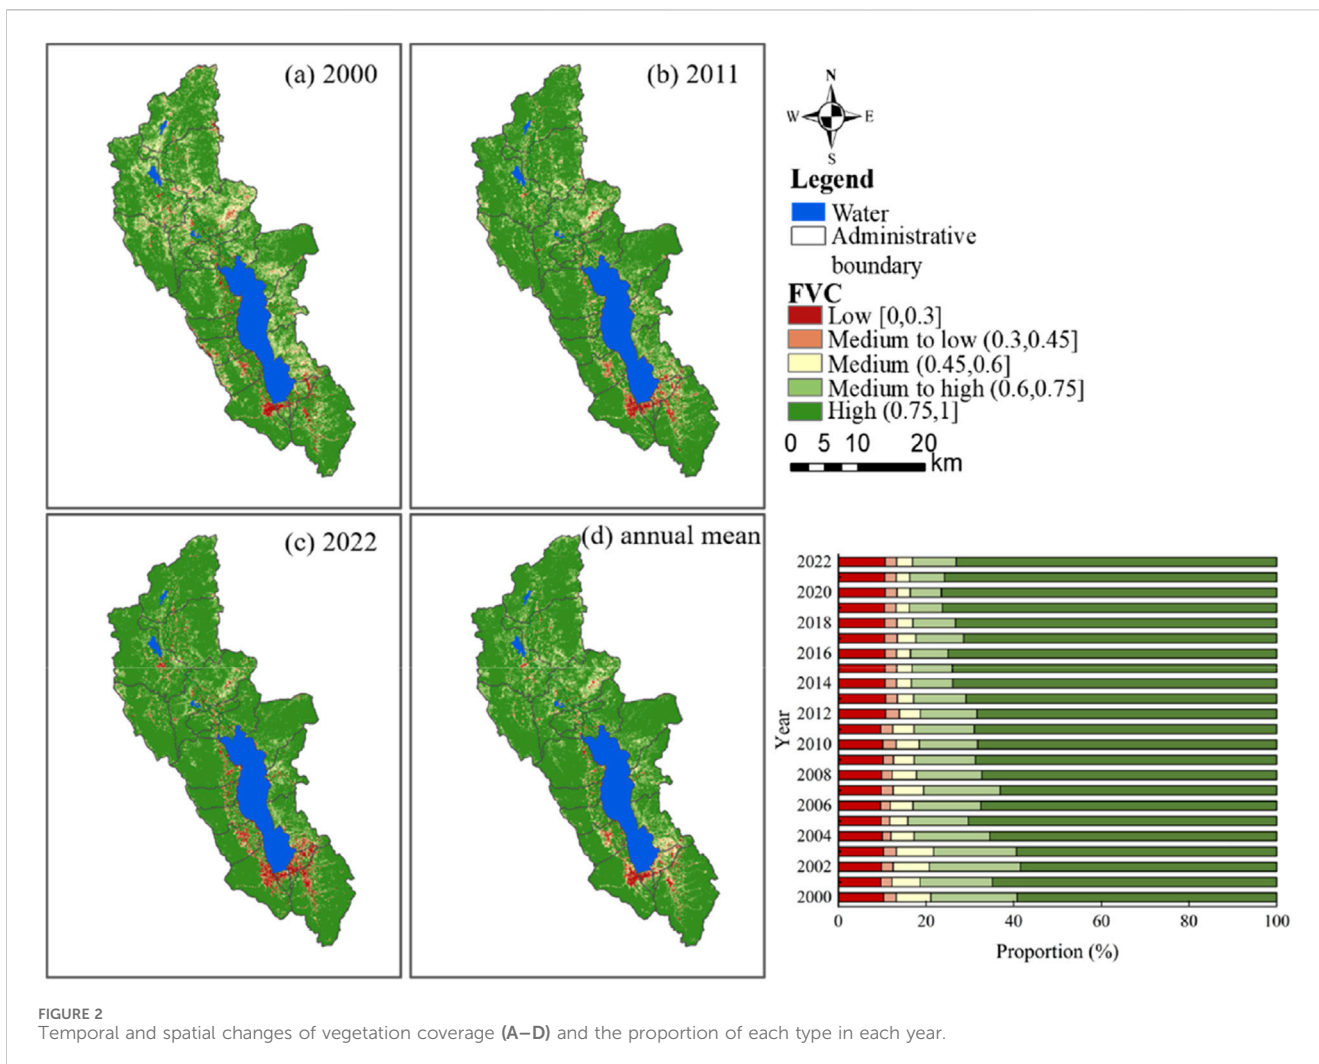 (a) 2000
(b) 2011
N
W
E
S
Legend
Water
Administrative
boundary
FVC
Low [0,0.3]
Medium to low (0.3,0.45]
Medium (0.45,0.6]
Medium to high (0.6,0.75]
High (0.75,1]
0 5 10 20
km
(c) 2022
(d) annual mean
2022
2020
2018
2016
2014
2012
2010
2008
2006
2004
2002
2000
Year
0 20 40 60 80 100
Proportion (%)
FIGURE 2
Temporal and spatial changes of vegetation coverage (A–D) and the proportion of each type in each year.